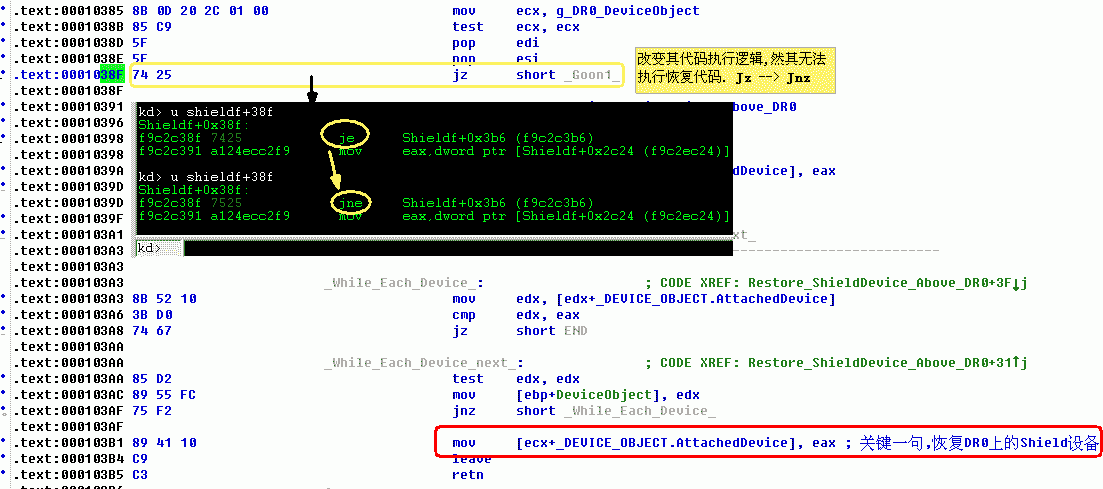 .text:00010385 8B 0D 20 2C 01 00 mov ecx, g_DR0_DeviceObject
.text:0001038B 85 C9 test ecx, ecx
.text:0001038D 5F pop edi
.text:0001038E 5F pop esi
.text:0001038F 74 25 jz short _Goon1_
改变其代码执行逻辑,然其无法
执行恢复代码. Jz --> Jnz
.text:0001038F
.text:00010391 bove_DR0
.text:00010396
.text:00010398
.text:00010398
.text:0001039A dDevice], eax
.text:0001039D
.text:0001039D
.text:0001039F
.text:000103A1 xt_
kd> u shieldf+38f
Shieldf+0x38f:
f9c2c38f 7425 je Shieldf+0x3b6 (f9c2c3b6)
f9c2c391 a124ecc2f9 mov eax,dword ptr [Shieldf+0x2c24 (f9c2ec24)]
kd> u shieldf+38f
Shieldf+0x38f:
f9c2c38f 7525 jne Shieldf+0x3b6 (f9c2c3b6)
f9c2c391 a124ecc2f9 mov eax,dword ptr [Shieldf+0x2c24 (f9c2ec24)]
kd>
.text:000103A3 ---------------------------
.text:000103A3
.text:000103A3 _While_Each_Device_: ; CODE XREF: Restore_ShieldDevice_Above_DR0+3F↓j
.text:000103A3 8B 52 10 mov edx, [edx+_DEVICE_OBJECT.AttachedDevice]
.text:000103A6 3B D0 cmp edx, eax
.text:000103A8 74 67 jz short END
.text:000103AA
.text:000103AA _While_Each_Device_next_: ; CODE XREF: Restore_ShieldDevice_Above_DR0+31↑j
.text:000103AA 85 D2 test edx, edx
.text:000103AC 89 55 FC mov [ebp+DeviceObject], edx
.text:000103AF 75 F2 jnz short _While_Each_Device_
.text:000103AF
.text:000103B1 89 41 10 mov [ecx+_DEVICE_OBJECT.AttachedDevice], eax ; 关键一句,恢复DR0上的Shield设备
.text:000103B4 C9 leave
.text:000103B5 C3 retn